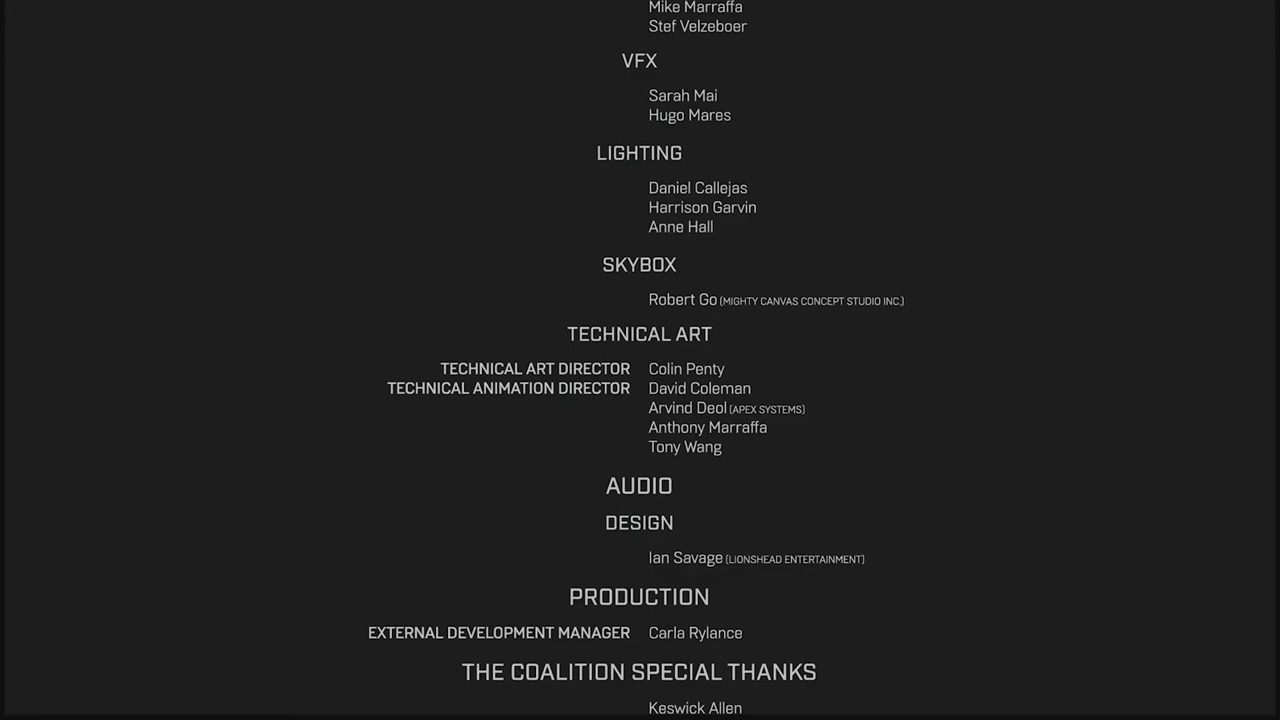 Mike Marraffa
Stef Velzeboer
VFX
Sarah Mai
Hugo Mares
LIGHTING
Daniel Callejas
Harrison Garvin
Anne Hall
SKYBOX
Robert Go (MIGHTY CANVAS CONCEPT STUDIO INC.)
TECHNICAL ART
TECHNICAL ART DIRECTOR Colin Penty
TECHNICAL ANIMATION DIRECTOR David Coleman
Arvind Deol (APEX SYSTEMS)
Anthony Marraffa
Tony Wang
AUDIO
DESIGN
Ian Savage (LIONSHEAD ENTERTAINMENT)
PRODUCTION
EXTERNAL DEVELOPMENT MANAGER Carla Rylance
THE COALITION SPECIAL THANKS
Keswick Allen